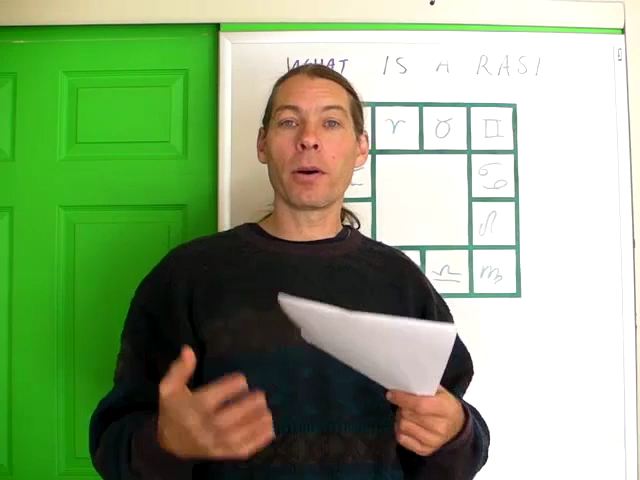 WHAT IS A RASI
♈ ♉ ♊
♋
♌
♎ ♍